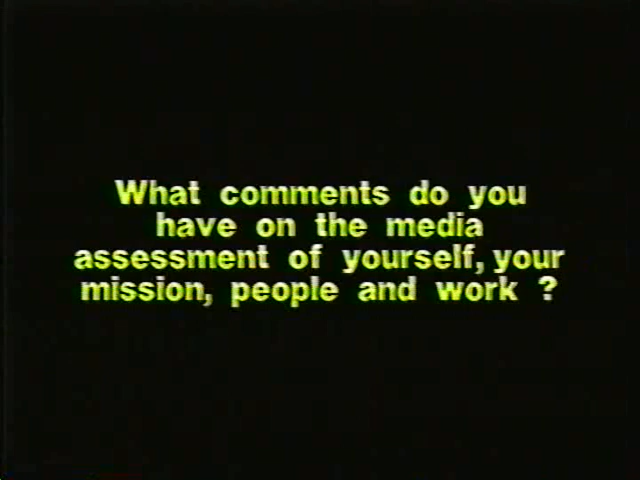 What comments do you
have on the media
assessment of yourself, your
mission, people and work ?